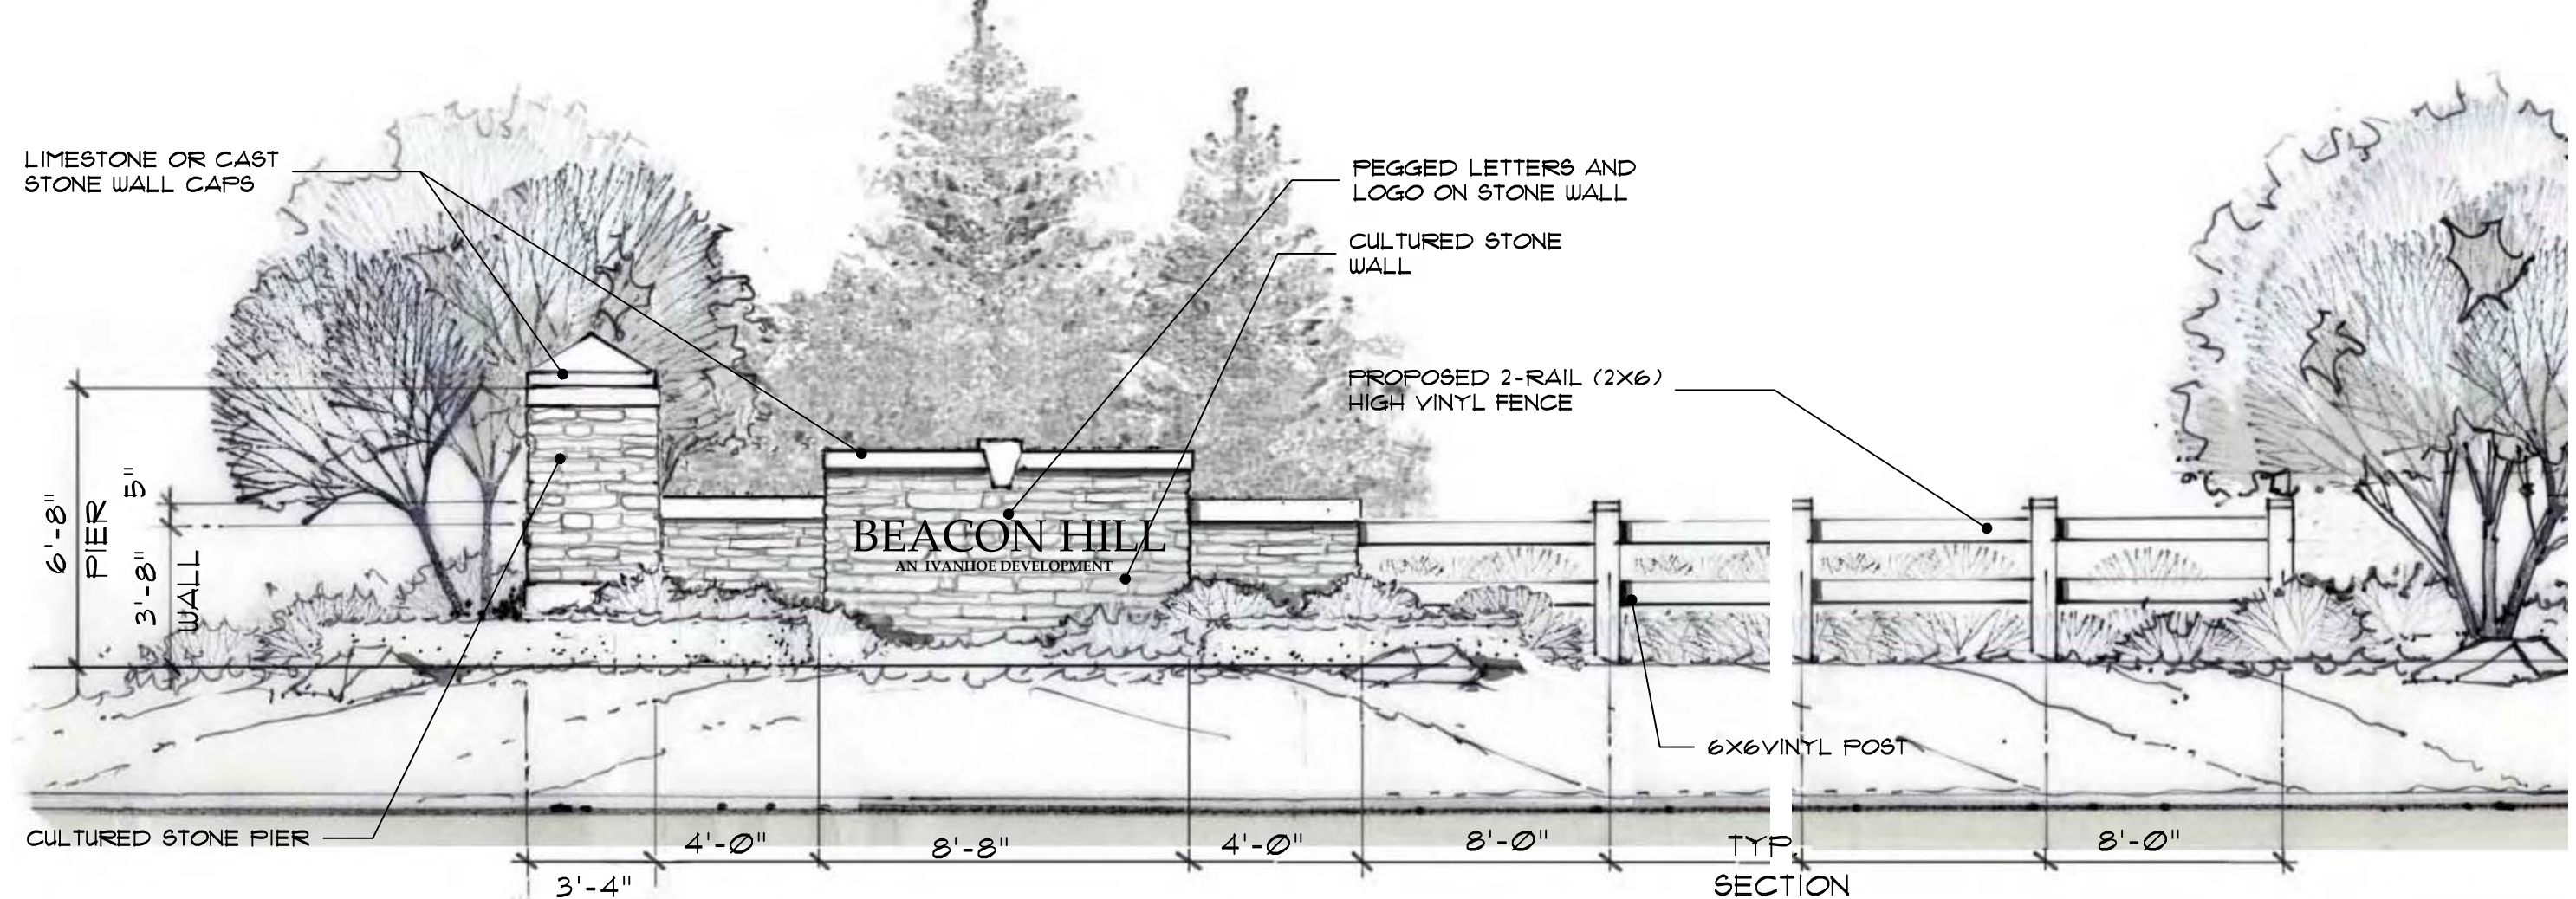 LIMESTONE OR CAST
STONE WALL CAPS
PEGGED LETTERS AND
LOGO ON STONE WALL
CULTURED STONE
WALL
PROPOSED 2-RAIL (2X6)
HIGH VINYL FENCE
6'-8"
PIER
5"
3'-8"
WALL
BEACON HILL
AN IVANHOE DEVELOPMENT
6X6 VINYL POST
CULTURED STONE PIER
3'-4"
4'-0"
8'-8"
4'-0"
8'-0"
TYP.
SECTION
8'-0"